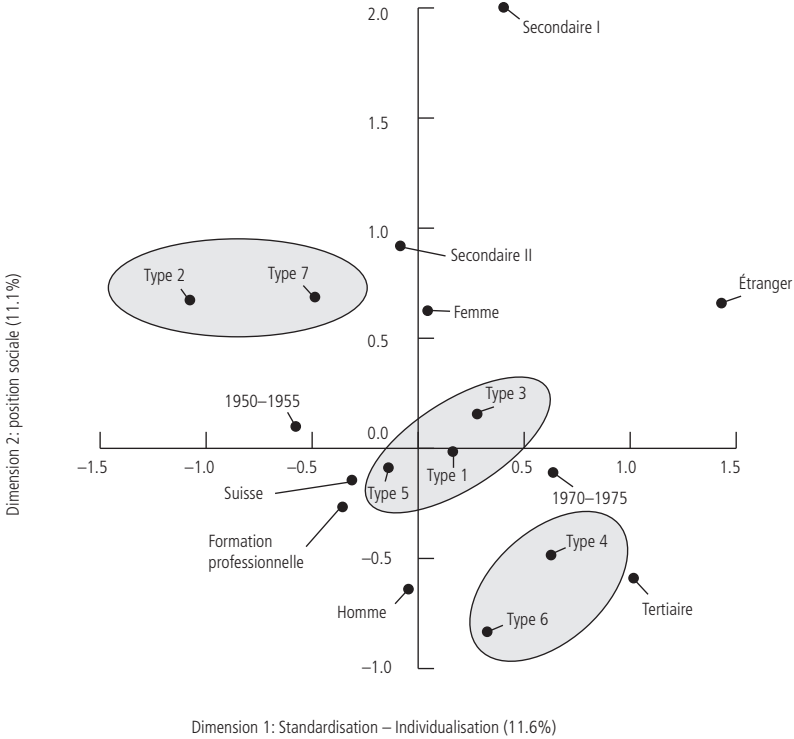 2.0
Secondaire I
1.5
1.0
Secondaire II
Étranger
Type 2
Type 7
Femme
0.5
Type 3
1950–1955
0.0
–1.5
–1.0
–0.5
0.5
1.0
1.5
Type 1
Suisse
Type 5
1970–1975
Formation
professionnelle
Type 4
–0.5
Homme
Tertiaire
Type 6
–1.0
Dimension 2: position sociale (11.1%)
Dimension 1: Standardisation – Individualisation (11.6%)